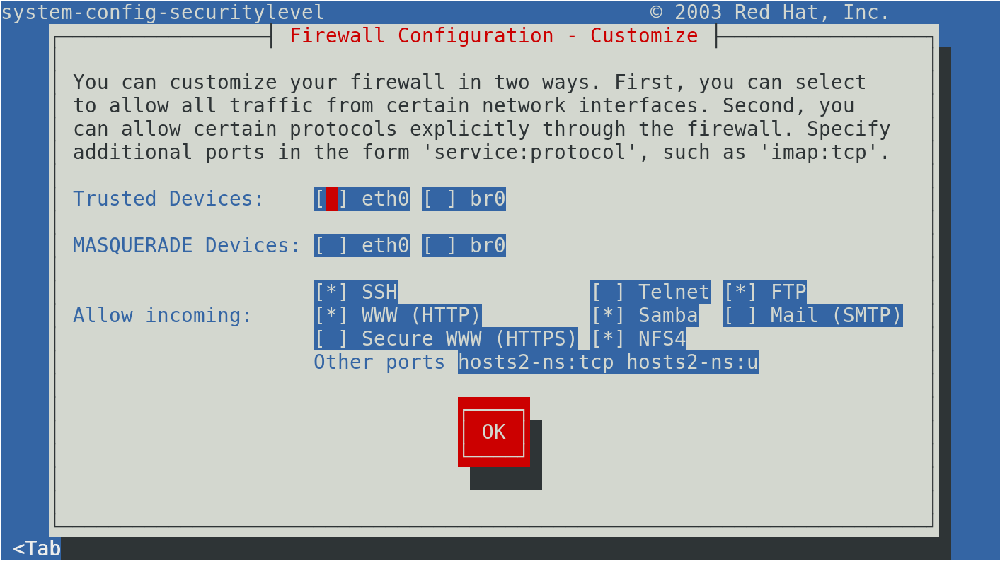 system-config-securitylevel © 2003 Red Hat, Inc.
Firewall Configuration - Customize
You can customize your firewall in two ways. First, you can select
to allow all traffic from certain network interfaces. Second, you
can allow certain protocols explicitly through the firewall. Specify
additional ports in the form 'service:protocol', such as 'imap:tcp'.
Trusted Devices: [ ] eth0 [ ] br0
MASQUERADE Devices: [ ] eth0 [ ] br0
[*] SSH [ ] Telnet [*] FTP
Allow incoming: [*] WWW (HTTP) [*] Samba [ ] Mail (SMTP)
[ ] Secure WWW (HTTPS) [*] NFS4
Other ports hosts2-ns:tcp hosts2-ns:u
OK
<Tab